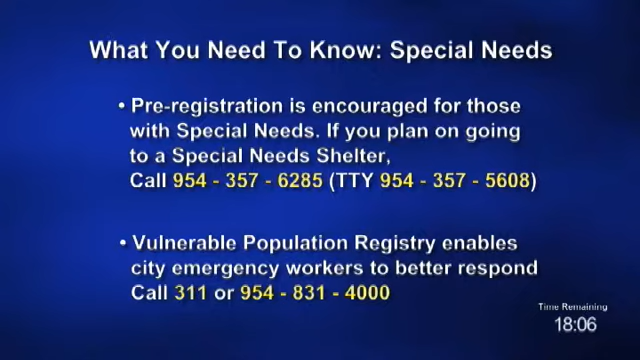 What You Need To Know: Special Needs
• Pre-registration is encouraged for those
with Special Needs. If you plan on going
to a Special Needs Shelter,
Call 954 - 357 - 6285 (TTY 954 - 357 - 5608)
• Vulnerable Population Registry enables
city emergency workers to better respond
Call 311 or 954 - 831 - 4000
Time Remaining
18:06